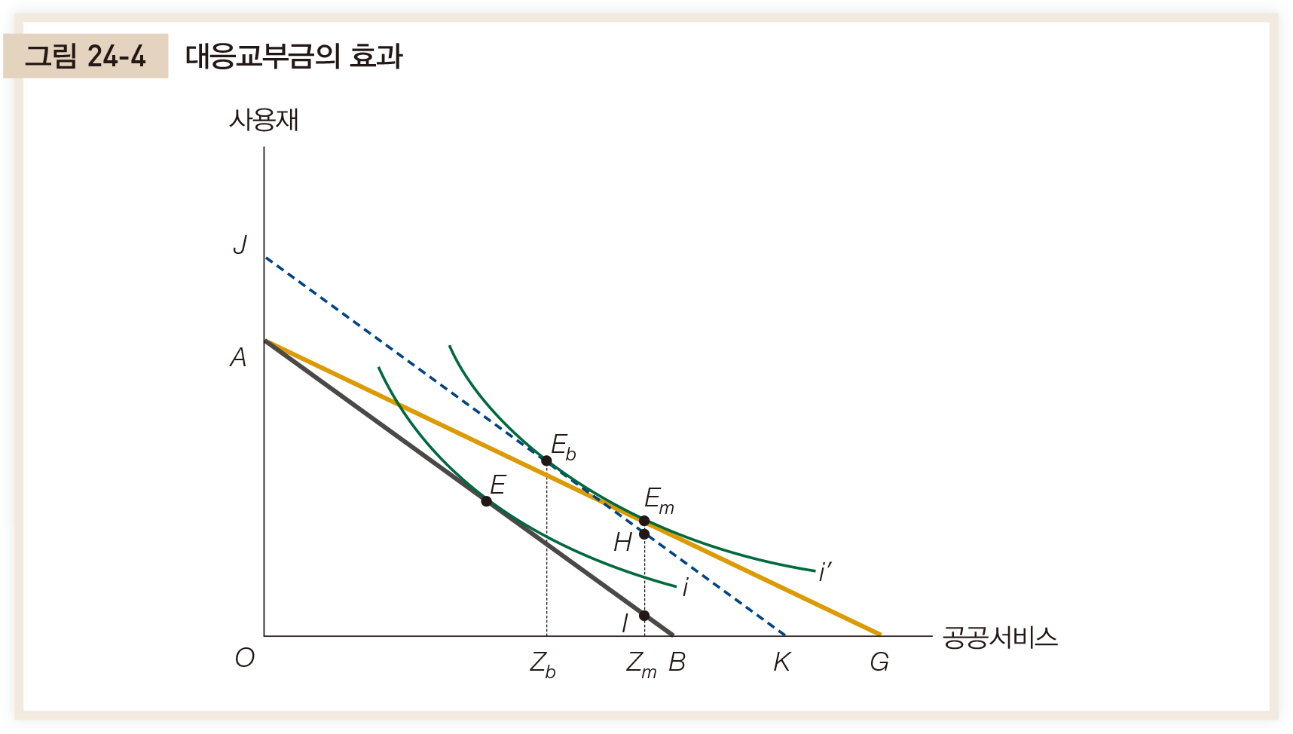 그림 24-4 대응교부금의 효과
사용재
J
A
E_b
E
E_m
H
i′
i
I
공공서비스
O Z_b Z_m B K G